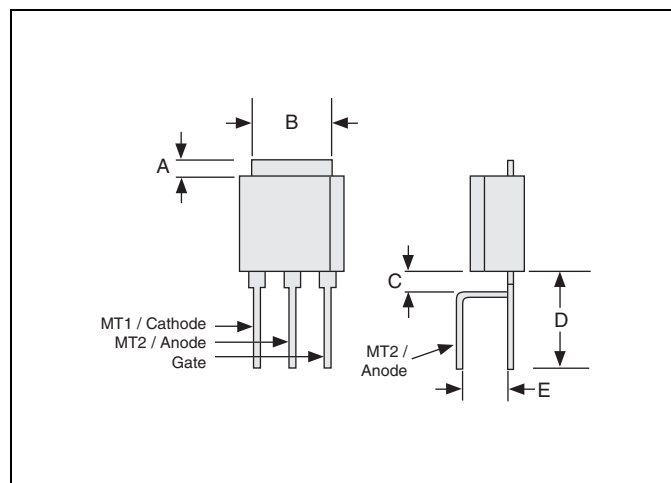 B
A
C
D
MT1 / Cathode
MT2 / Anode
Gate
MT2 /
Anode
E